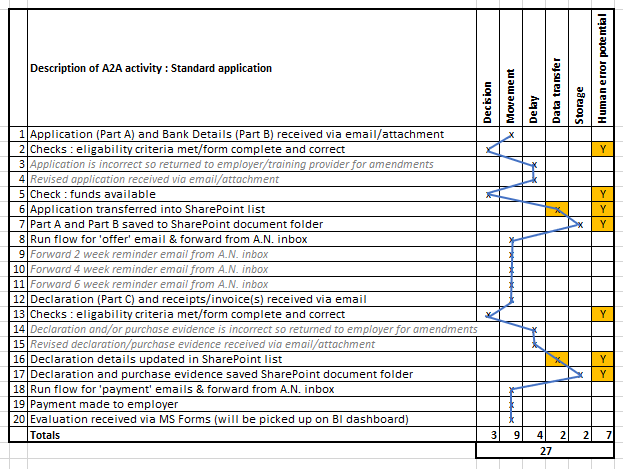 Description of A2A activity : Standard application
Decision
Movement
Delay
Data transfer
Storage
Human error potential
1 Application (Part A) and Bank Details (Part B) received via email/attachment x
2 Checks : eligability criteria met/form complete and correct x Y
3 Application is incorrect so returned to employer/training provider for amendments x
4 Revised application received via email/attachment x
5 Check : funds available x Y
6 Application transferred into SharePoint list x Y
7 Part A and Part B saved to SharePoint document folder x Y
8 Run flow for 'offer' email & forward from A.N. inbox x
9 Forward 2 week reminder email from A.N. inbox x
10 Forward 4 week reminder email from A.N. inbox x
11 Forward 6 week reminder email from A.N. inbox x
12 Declaration (Part C) and receipts/invoice(s) received via email x
13 Checks : eligability criteria met/form complete and correct x Y
14 Declaration and/or purchase evidence is incorrect so returned to employer for amendments x
15 Revised declaration/purchase evidence received via email/attachment x
16 Declaration details updated in SharePoint list x Y
17 Declaration and purchase evidence saved SharePoint document folder x Y
18 Run flow for 'payment' emails & forward from A.N. inbox x
19 Payment made to employer x
20 Evaluation received via MS Forms (will be picked up on BI dashboard) x
Totals 3 9 4 2 2 7
27